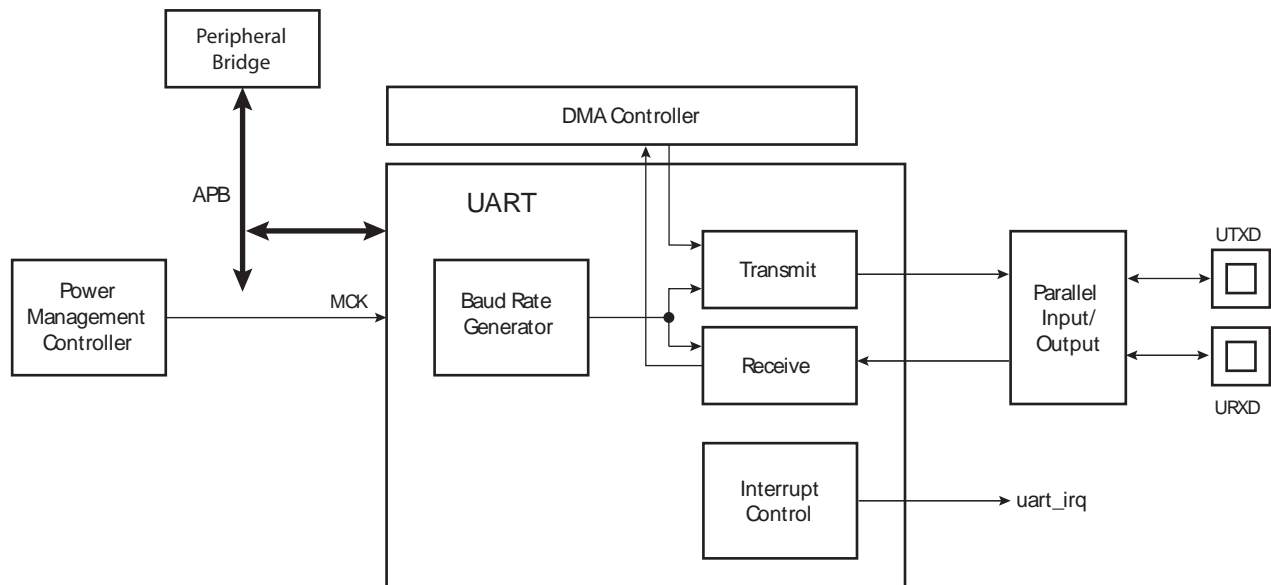 Peripheral
Bridge
DMA Controller
APB
UART
UTXD
Power
Management
Controller
MCK
Baud Rate
Generator
Transmit
Parallel
Input/
Output
Receive
URXD
Interrupt
Control
uart_irq